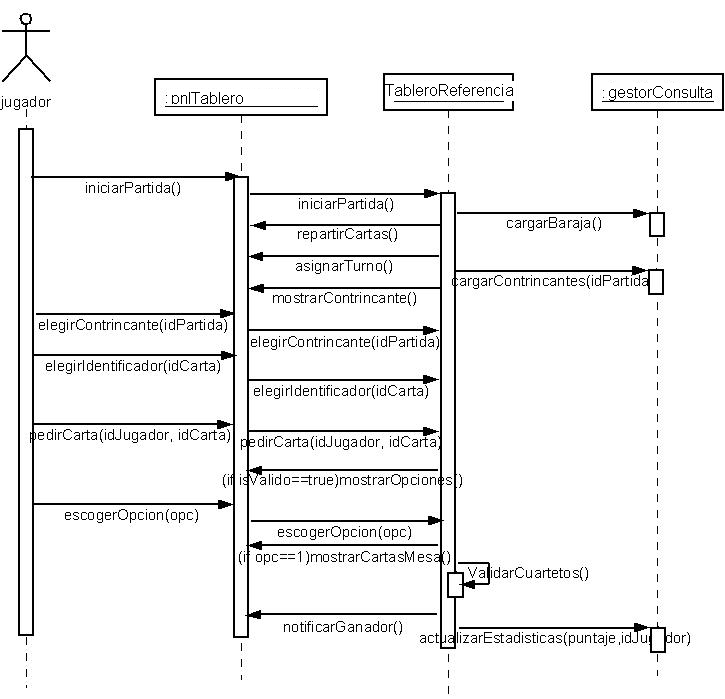 jugador
: pnlTablero
TableroReferencia
: gestorConsulta
iniciarPartida()
iniciarPartida()
cargarBaraja()
repartirCartas()
asignarTurno()
cargarContrincantes(idPartida
mostrarContrincante()
elegirContrincante(idPartida)
elegirContrincante(idPartida)
elegirIdentificador(idCarta)
elegirIdentificador(idCarta)
pedirCarta(idJugador, idCarta)
pedirCarta(idJugador, idCarta)
(if isValido==true)mostrarOpciones()
escogerOpcion(opc)
escogerOpcion(opc)
(if opc==1)mostrarCartasMesa()
ValidarCuartetos()
notificarGanador()
actualizarEstadisticas(puntaje,idJugador)